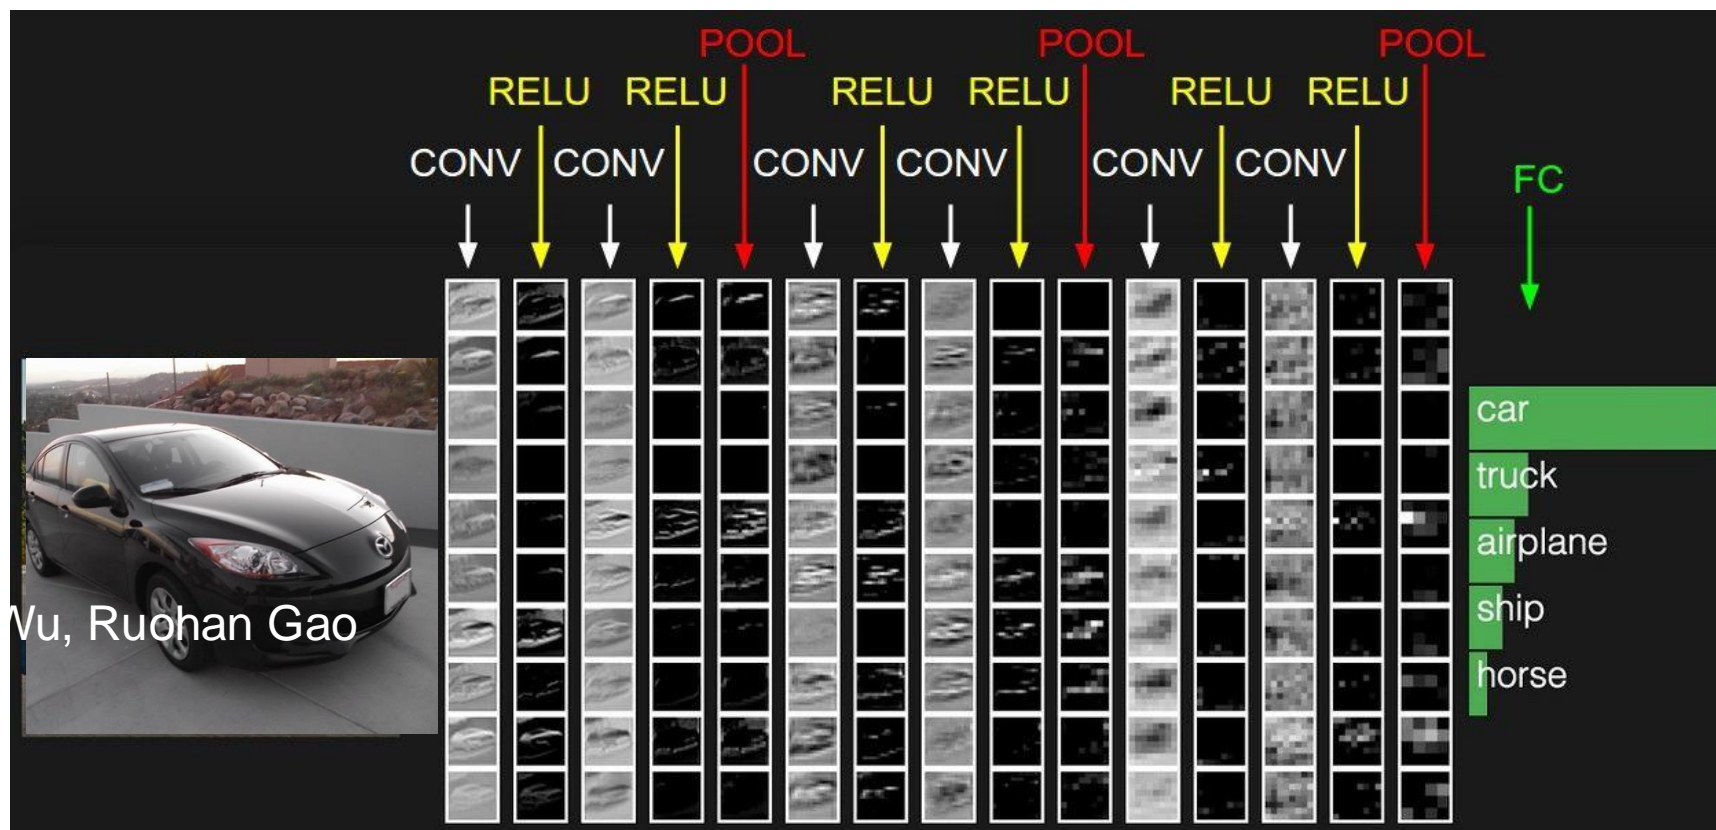 POOL POOL POOL
RELU RELU RELU RELU RELU RELU
CONV CONV CONV CONV CONV CONV
FC
car
truck
airplane
ship
Wu, Ruohan Gao
horse